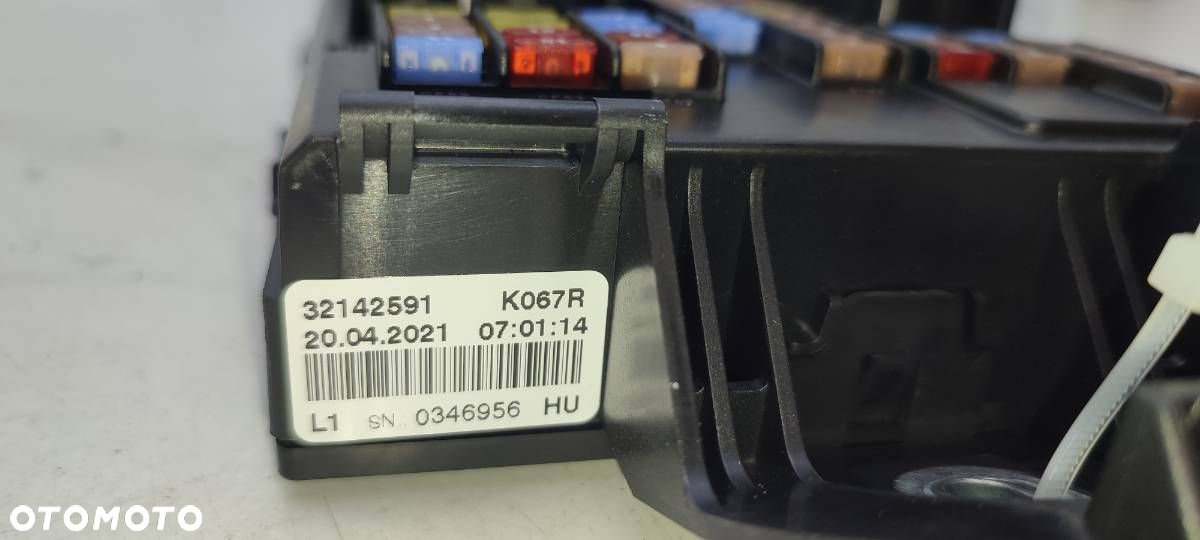 32142591 K067R
20.04.2021 07:01:14
L1 SN.: 0346956 HU
OTOMOTO